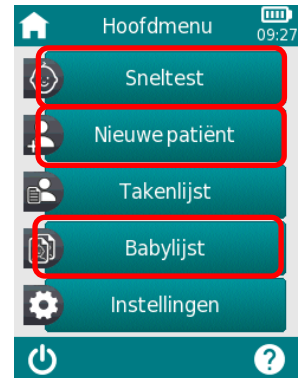 Hoofdmenu
09:27
Sneltest
Nieuwe patiënt
Takenlijst
Babylijst
Instellingen
?